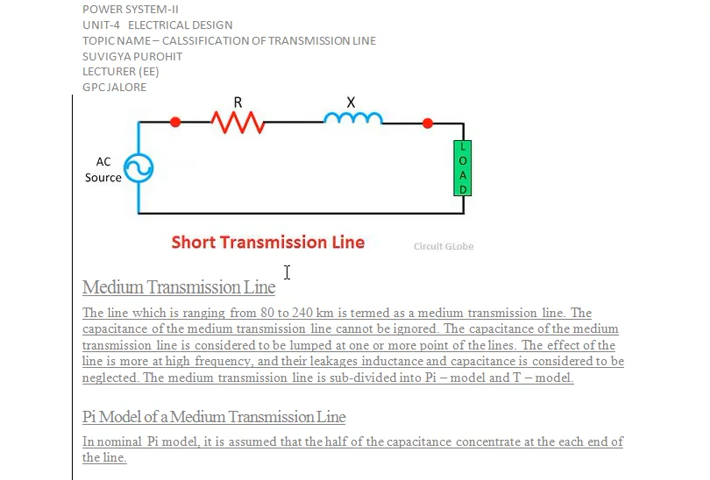 POWER SYSTEM-II
UNIT-4 ELECTRICAL DESIGN
TOPIC NAME – CALSSIFICATION OF TRANSMISSION LINE
SUVIGYA PUROHIT
LECTURER (EE)
GPC JALORE
R
X
AC
Source
LOAD
Short Transmission Line
Circuit GLobe
Medium Transmission Line
The line which is ranging from 80 to 240 km is termed as a medium transmission line. The
capacitance of the medium transmission line cannot be ignored. The capacitance of the medium
transmission line is considered to be lumped at one or more point of the lines. The effect of the
line is more at high frequency, and their leakages inductance and capacitance is considered to be
neglected. The medium transmission line is sub-divided into Pi – model and T – model.
Pi Model of a Medium Transmission Line
In nominal Pi model, it is assumed that the half of the capacitance concentrate at the each end of
the line.